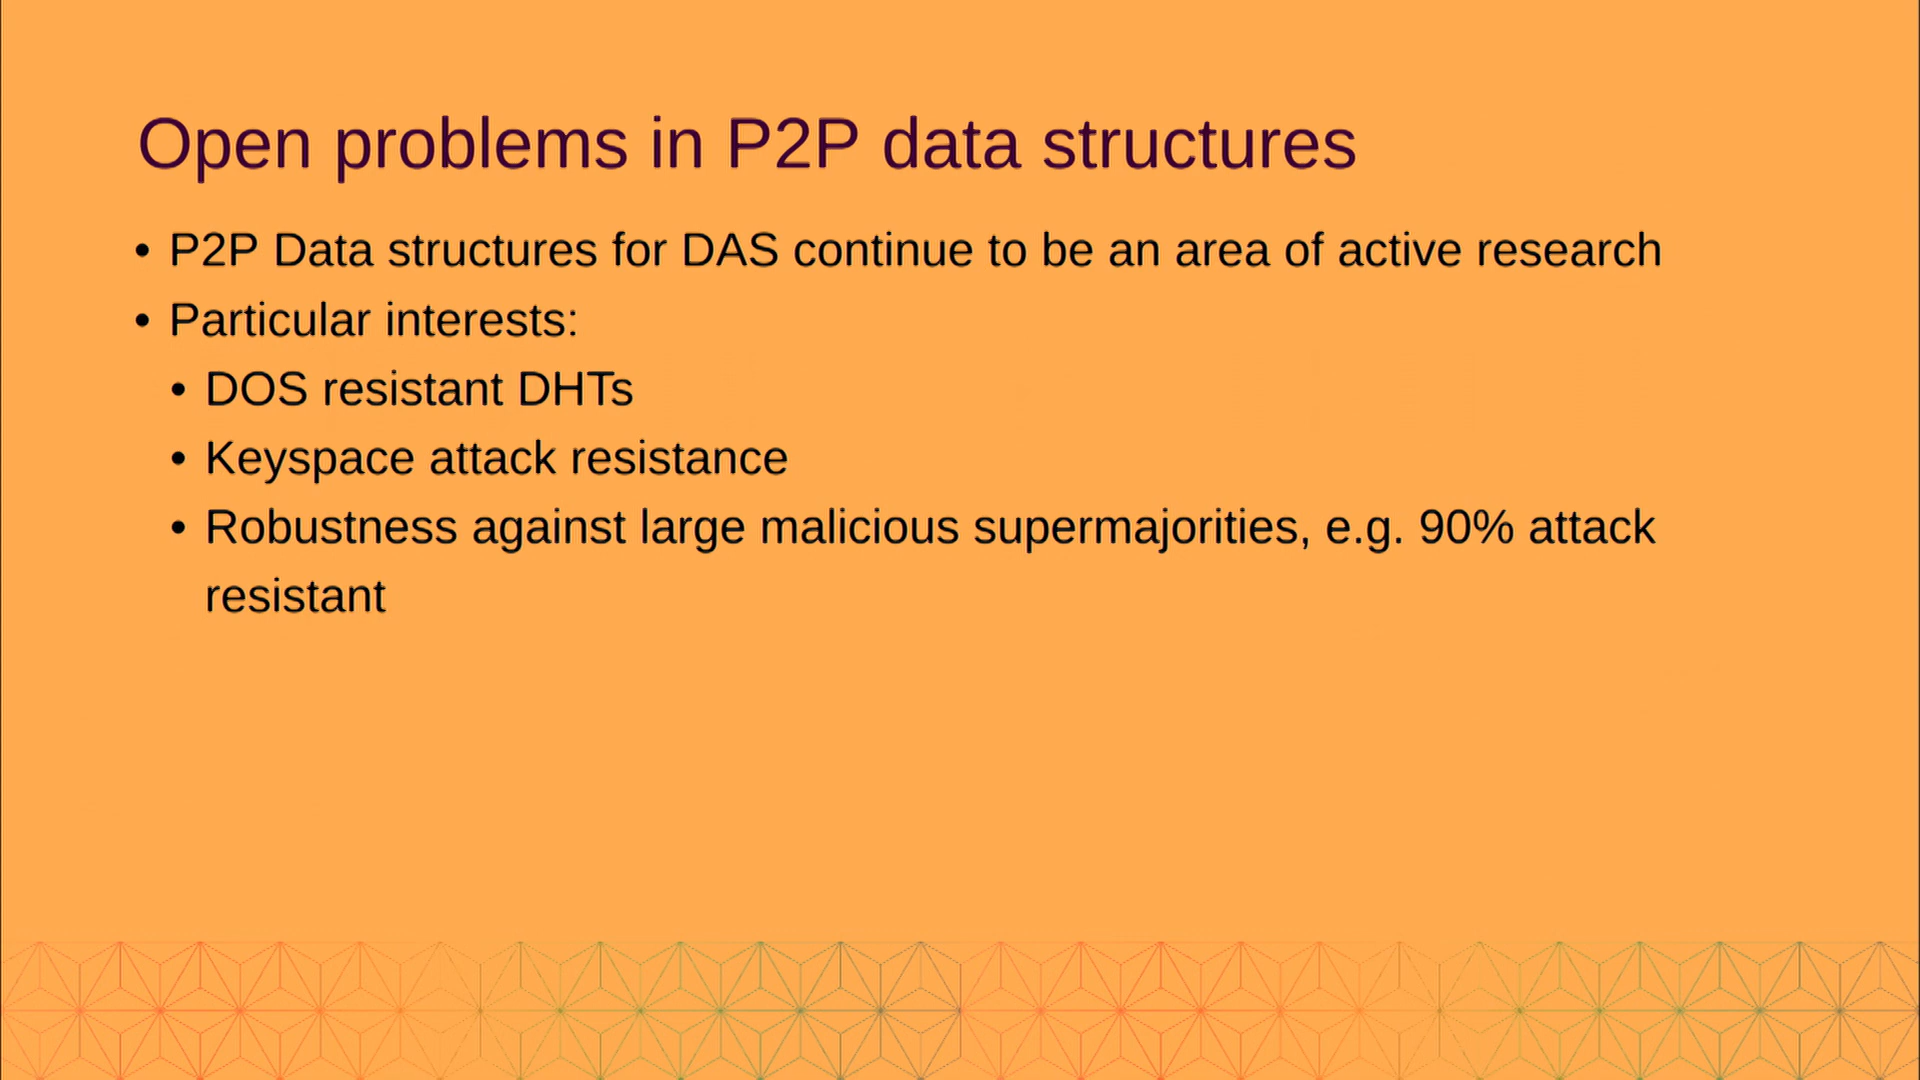 Open problems in P2P data structures
• P2P Data structures for DAS continue to be an area of active research
• Particular interests:
• DOS resistant DHTs
• Keyspace attack resistance
• Robustness against large malicious supermajorities, e.g. 90% attack
resistant